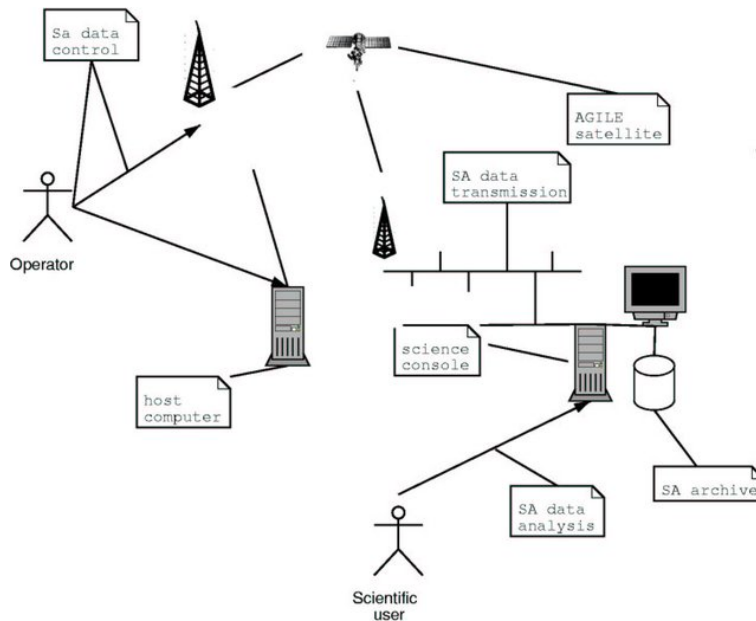 Sa data
control
AGILE
satellite
SA data
transmission
Operator
science
console
host
computer
SA archive
SA data
analysis
Scientific
user